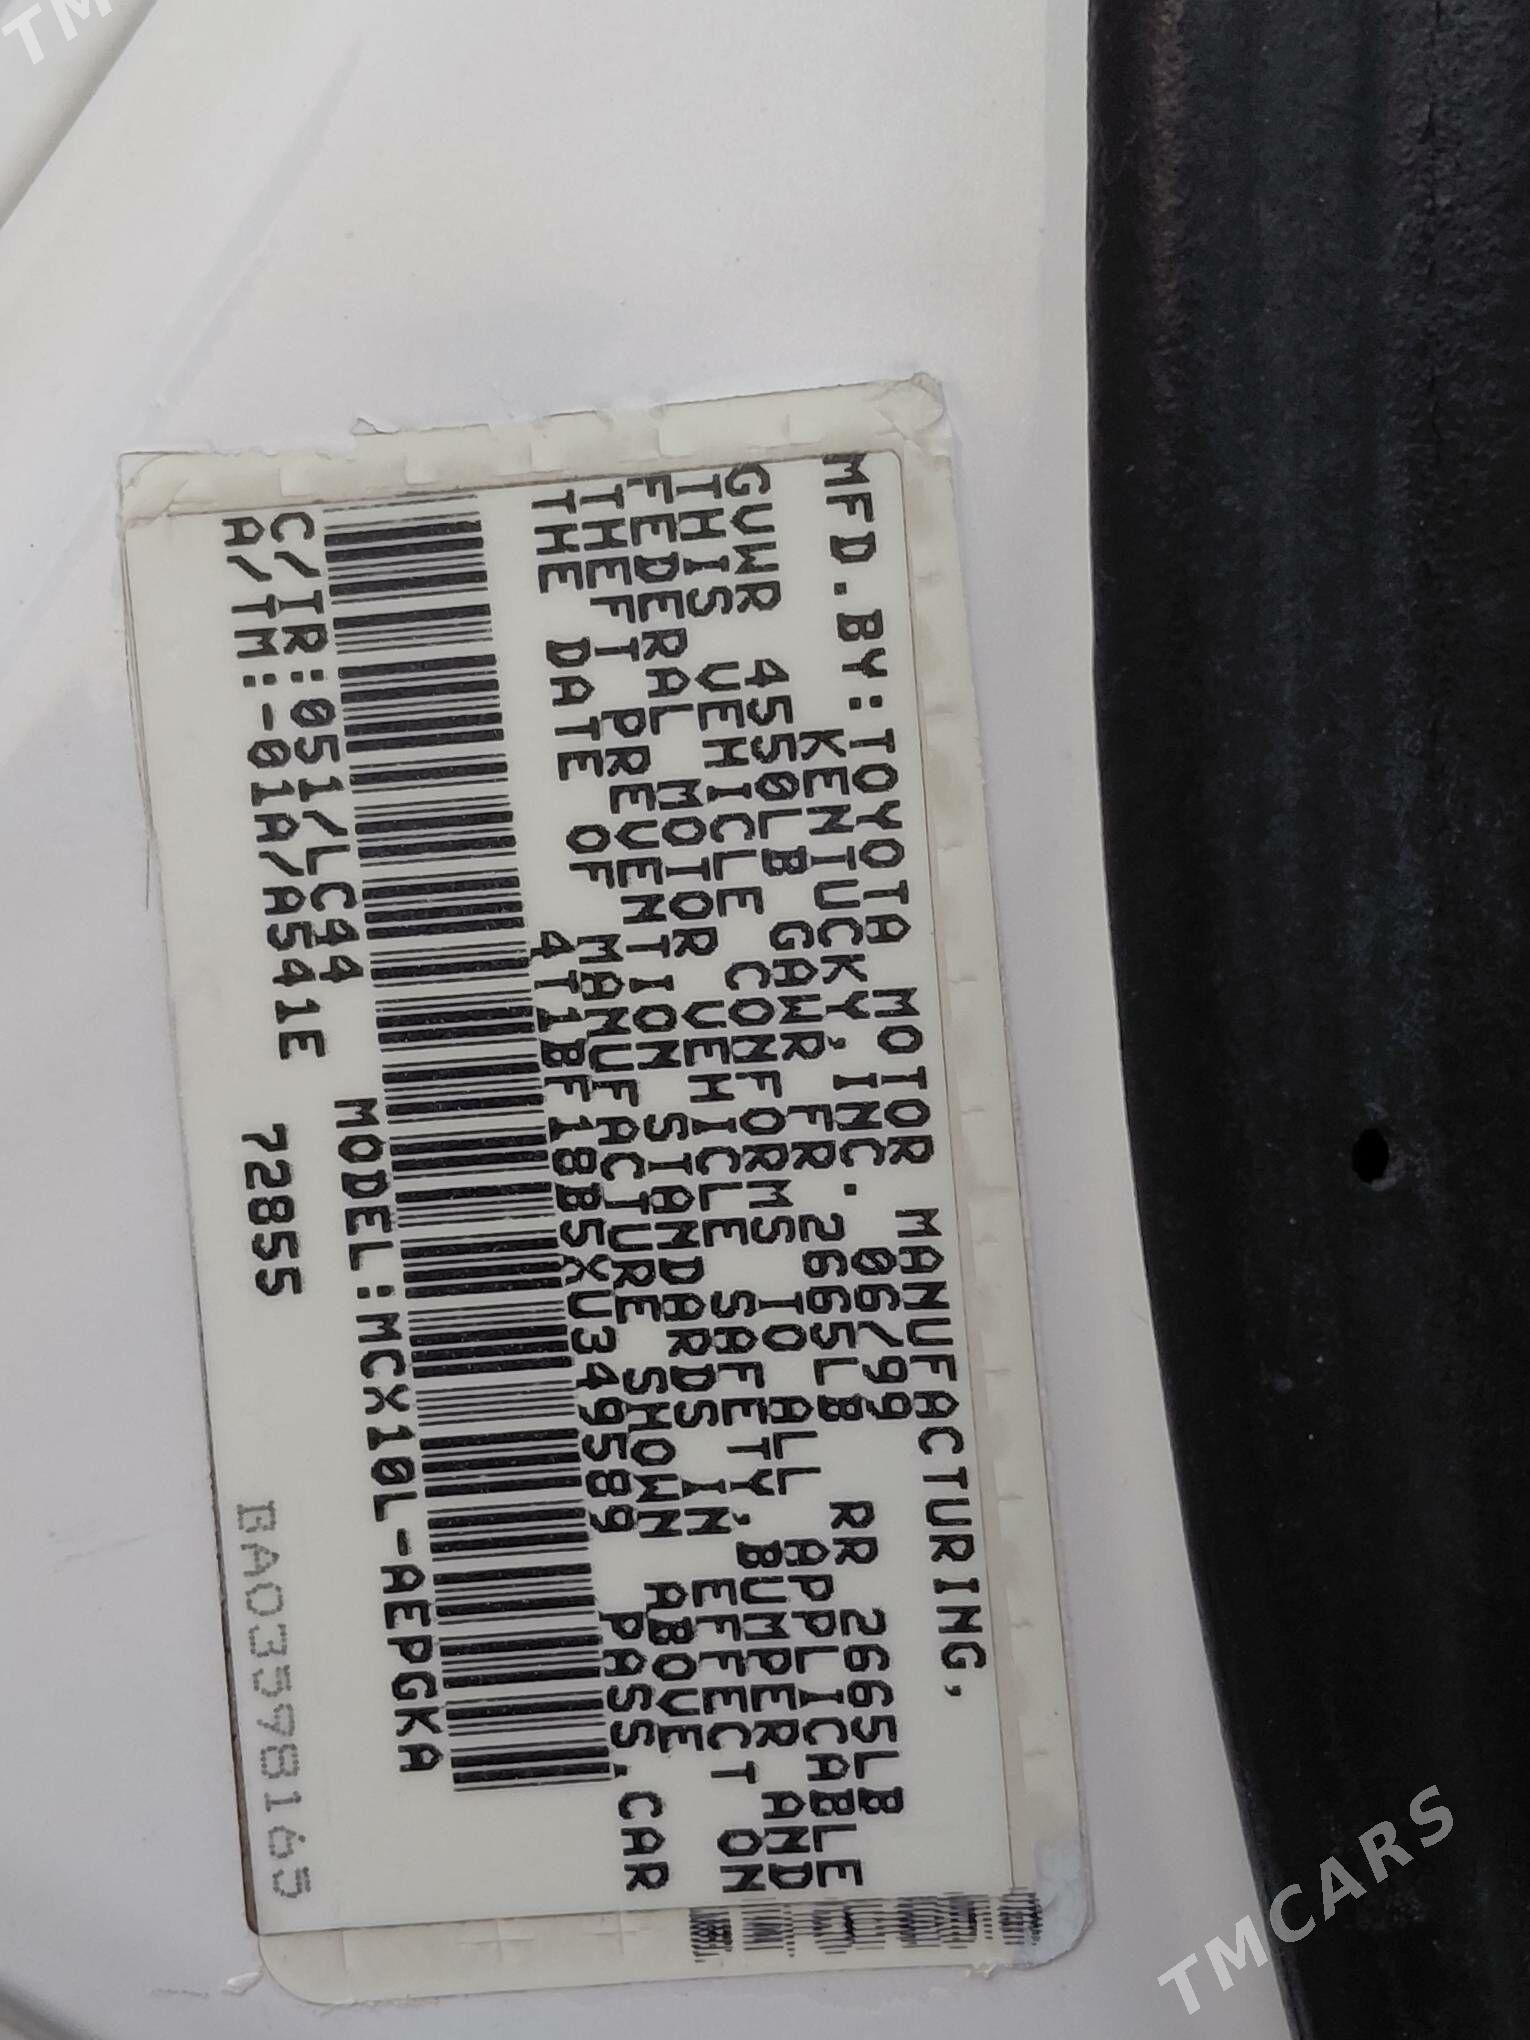 MFD.BY:TOYOTA MOTOR MANUFACTURING,
KENTUCKY,INC. 06/99
GVWR 4550LB GAWR FR 2665LB RR 2665LB
THIS VEHICLE CONFORMS TO ALL APPLICABLE
FEDERAL MOTOR VEHICLE SAFETY,BUMPER AND
THEFT PREVENTION STANDARDS IN EFFECT ON
THE DATE OF MANUFACTURE SHOWN ABOVE
4T1BF18B5XU349589 PASS.CAR
C/TR:051/LC44 MODEL:MCX10L-AEPGKA
A/TM:-01A/A541E 72855
BA03578165
TMCARS
TM